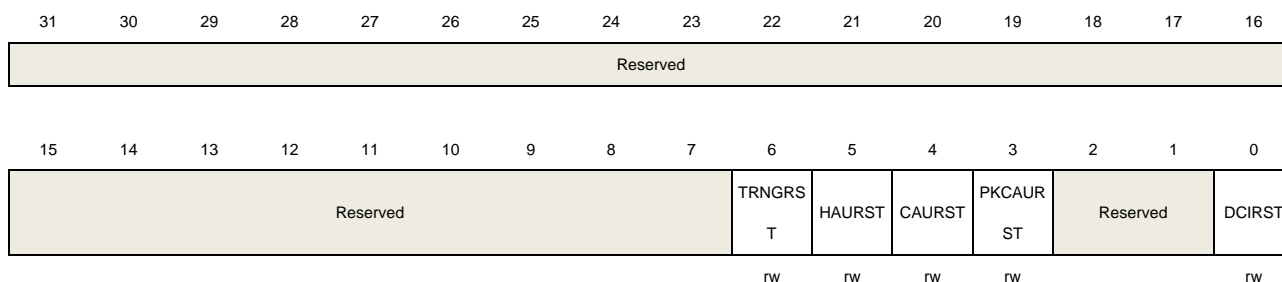 31 30 29 28 27 26 25 24 23 22 21 20 19 18 17 16
Reserved
15 14 13 12 11 10 9 8 7 6 5 4 3 2 1 0
Reserved TRNGRS
T HAURST CAURST PKCAUR
ST Reserved DCIRST
rw rw rw rw rw